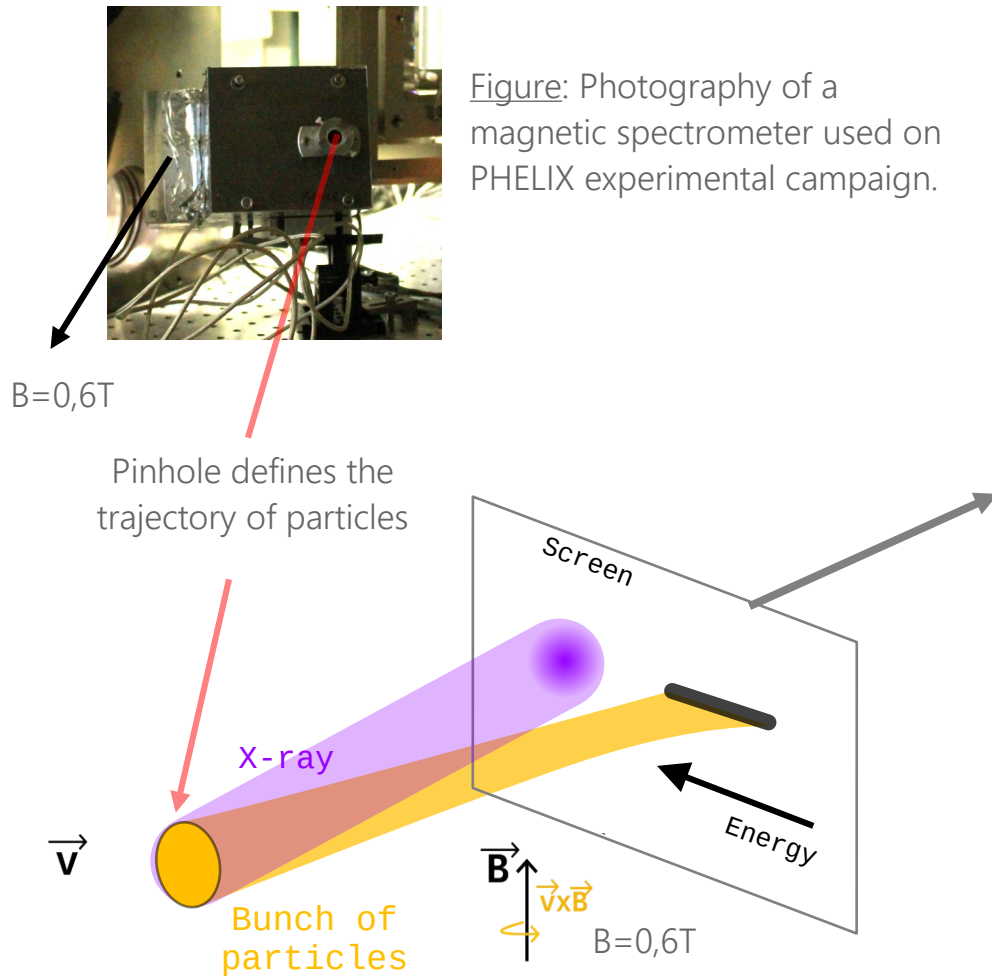 Figure: Photography of a
magnetic spectrometer used on
PHELIX experimental campaign.
B=0,6T
Pinhole defines the
trajectory of particles
Screen
X-ray
Energy
V
B
VxB
Bunch of
particles
B=0,6T